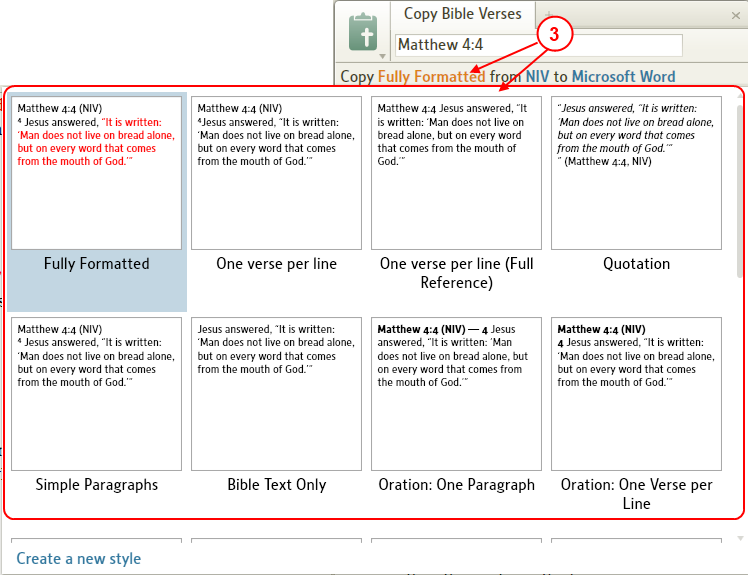 Copy Bible Verses
Matthew 4:4
3
Copy Fully Formatted from NIV to Microsoft Word
Matthew 4:4 (NIV)
⁴ Jesus answered, “It is written:
‘Man does not live on bread alone,
but on every word that comes
from the mouth of God.’”
Fully Formatted
Matthew 4:4 (NIV)
⁴Jesus answered, “It is written:
‘Man does not live on bread alone,
but on every word that comes
from the mouth of God.’”
One verse per line
Matthew 4:4 Jesus answered, “It
is written: ‘Man does not live on
bread alone, but on every word
that comes from the mouth of
God.’”
One verse per line (Full
Reference)
“Jesus answered, “It is written:
‘Man does not live on bread alone,
but on every word that comes
from the mouth of God.’”
” (Matthew 4:4, NIV)
Quotation
Matthew 4:4 (NIV)
⁴ Jesus answered, “It is written:
‘Man does not live on bread alone,
but on every word that comes
from the mouth of God.’”
Simple Paragraphs
Jesus answered, “It is written:
‘Man does not live on bread alone,
but on every word that comes
from the mouth of God.’”
Bible Text Only
Matthew 4:4 (NIV) — 4 Jesus
answered, “It is written: ‘Man
does not live on bread alone, but
on every word that comes from
the mouth of God.’”
Oration: One Paragraph
Matthew 4:4 (NIV)
4 Jesus answered, “It is written:
‘Man does not live on bread alone,
but on every word that comes
from the mouth of God.’”
Oration: One Verse per
Line
Create a new style